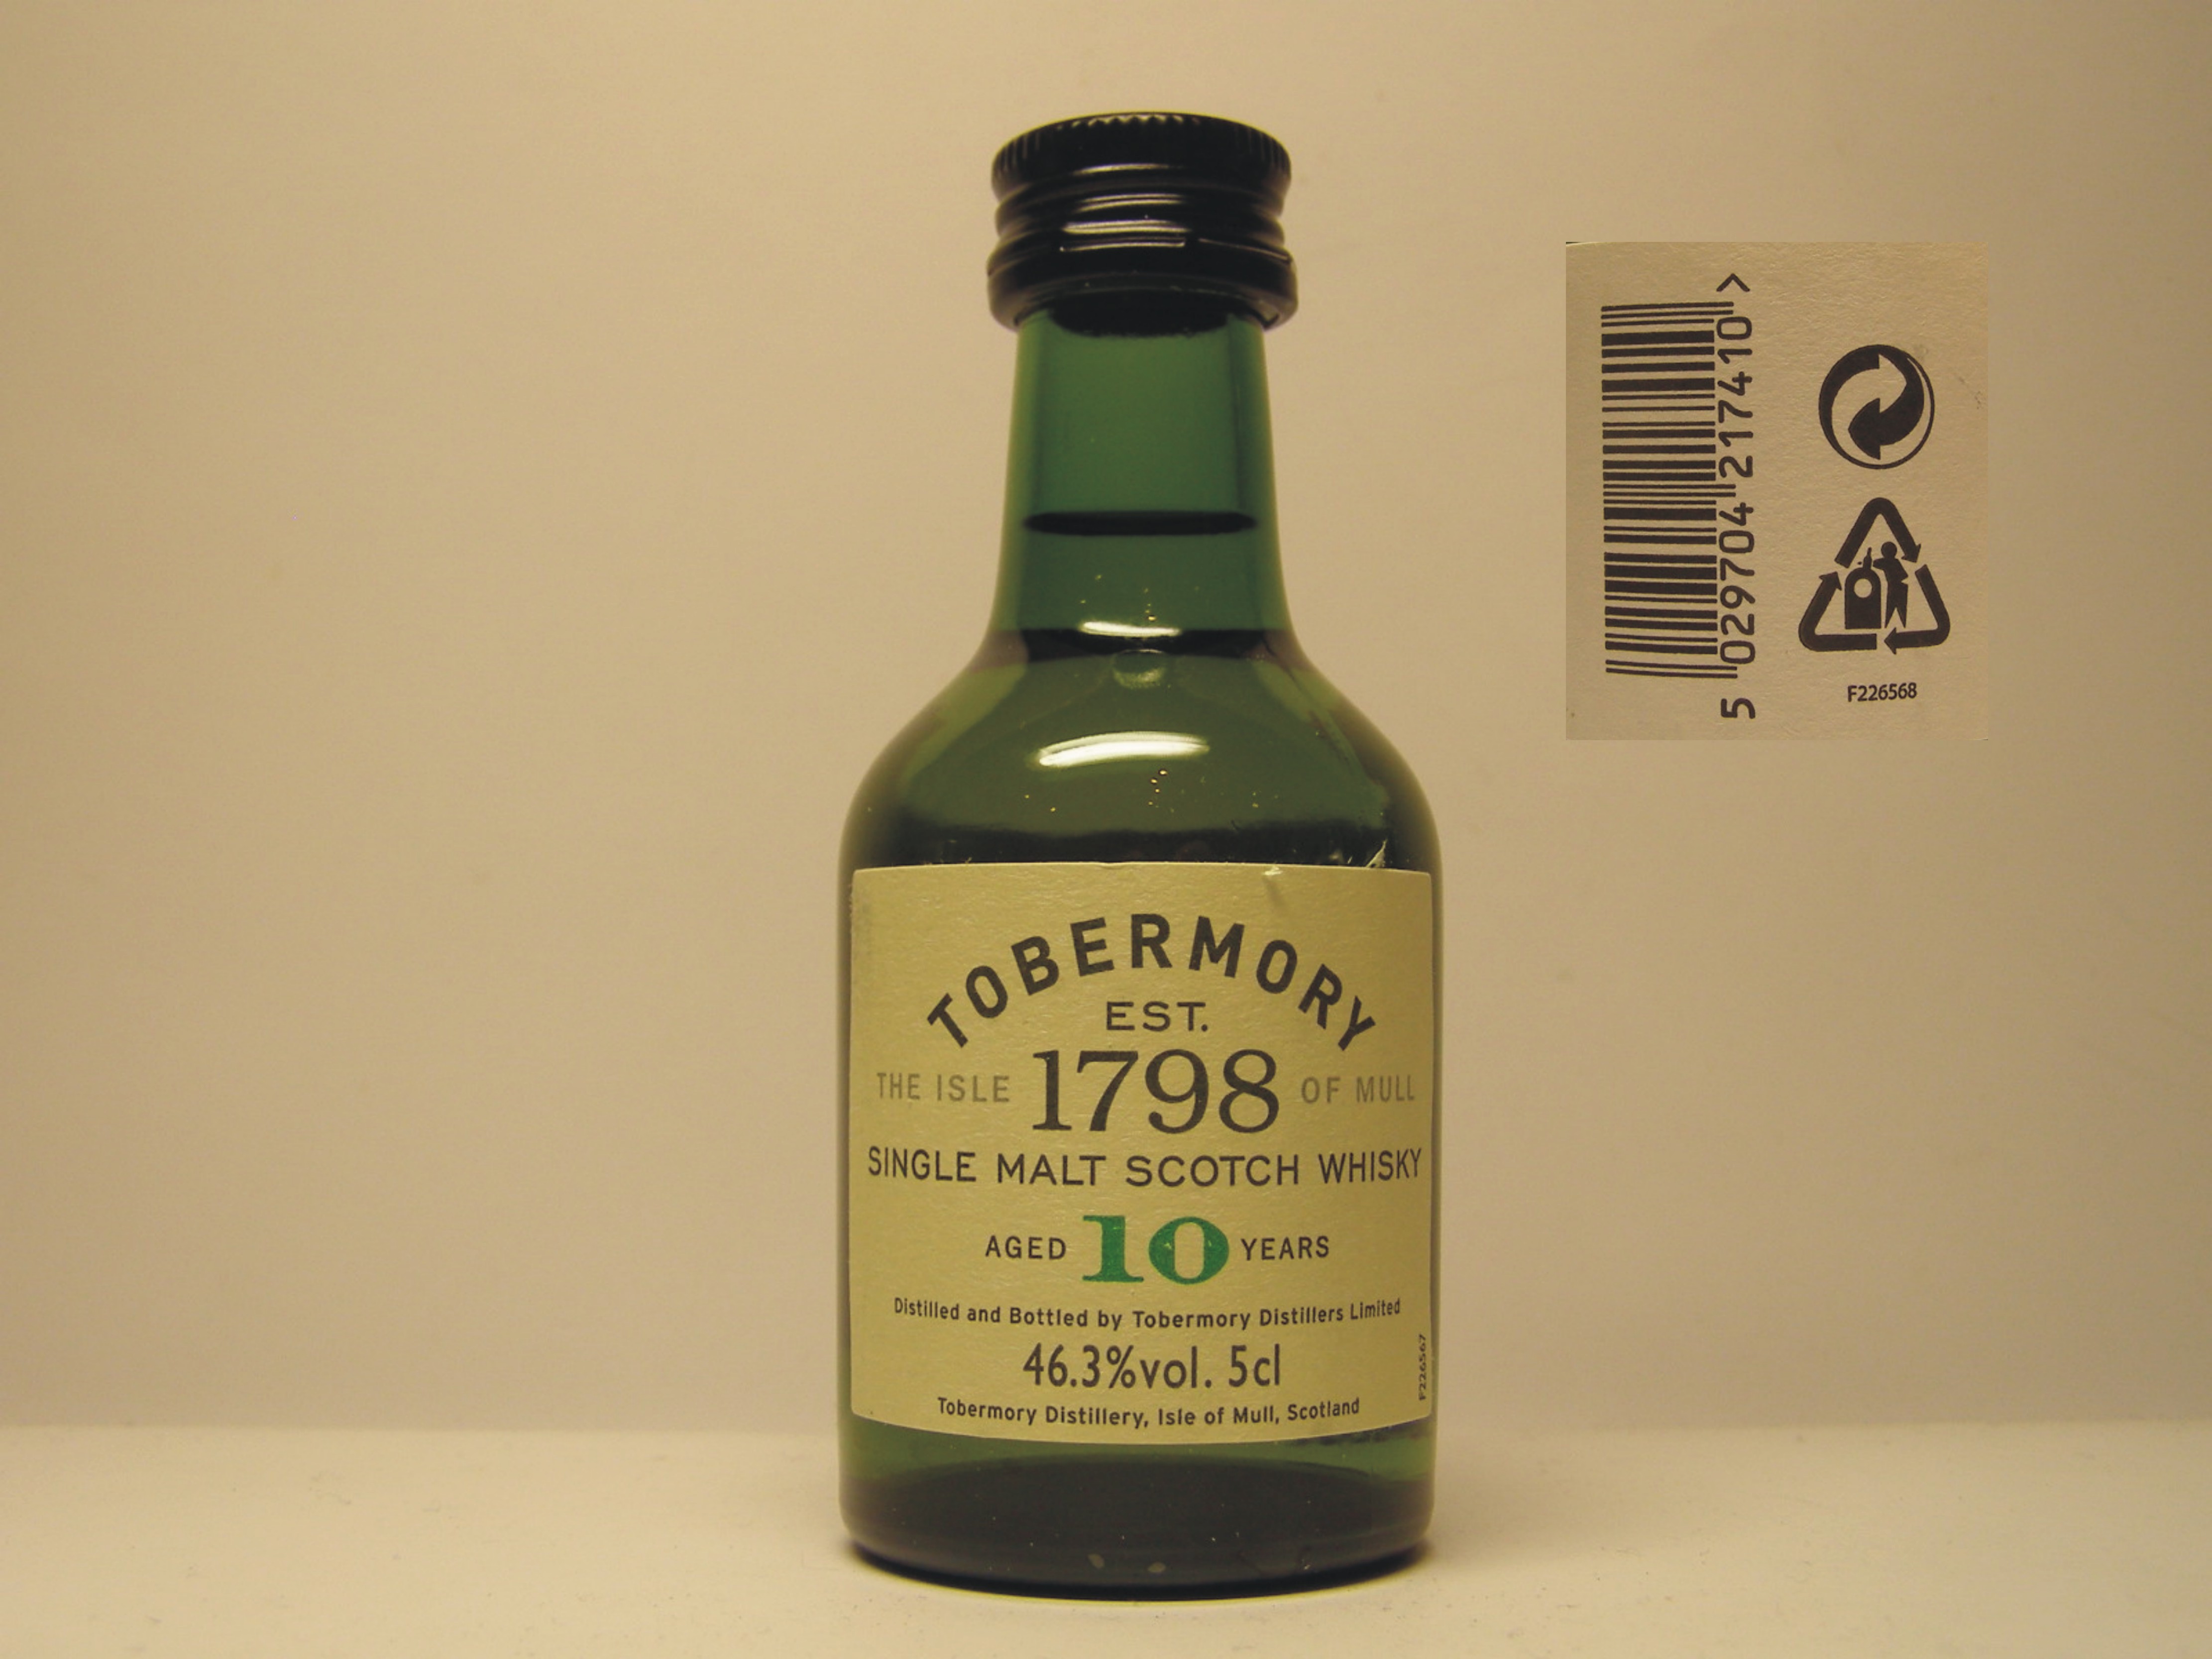 TOBERMORY
EST.
THE ISLE 1798 OF MULL
SINGLE MALT SCOTCH WHISKY
AGED 10 YEARS
Distilled and Bottled by Tobermory Distillers Limited
46.3%vol. 5cl
Tobermory Distillery, Isle of Mull, Scotland
F226567
5 029704 217410 >
F226568